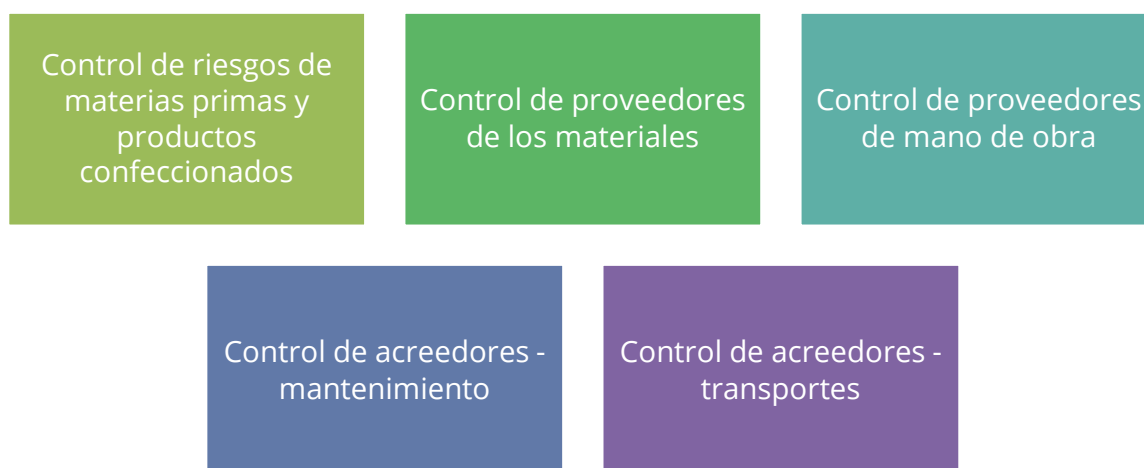 Control de riesgos de
materias primas y
productos
confeccionados
Control de proveedores
de los materiales
Control de proveedores
de mano de obra
Control de acreedores -
mantenimiento
Control de acreedores -
transportes